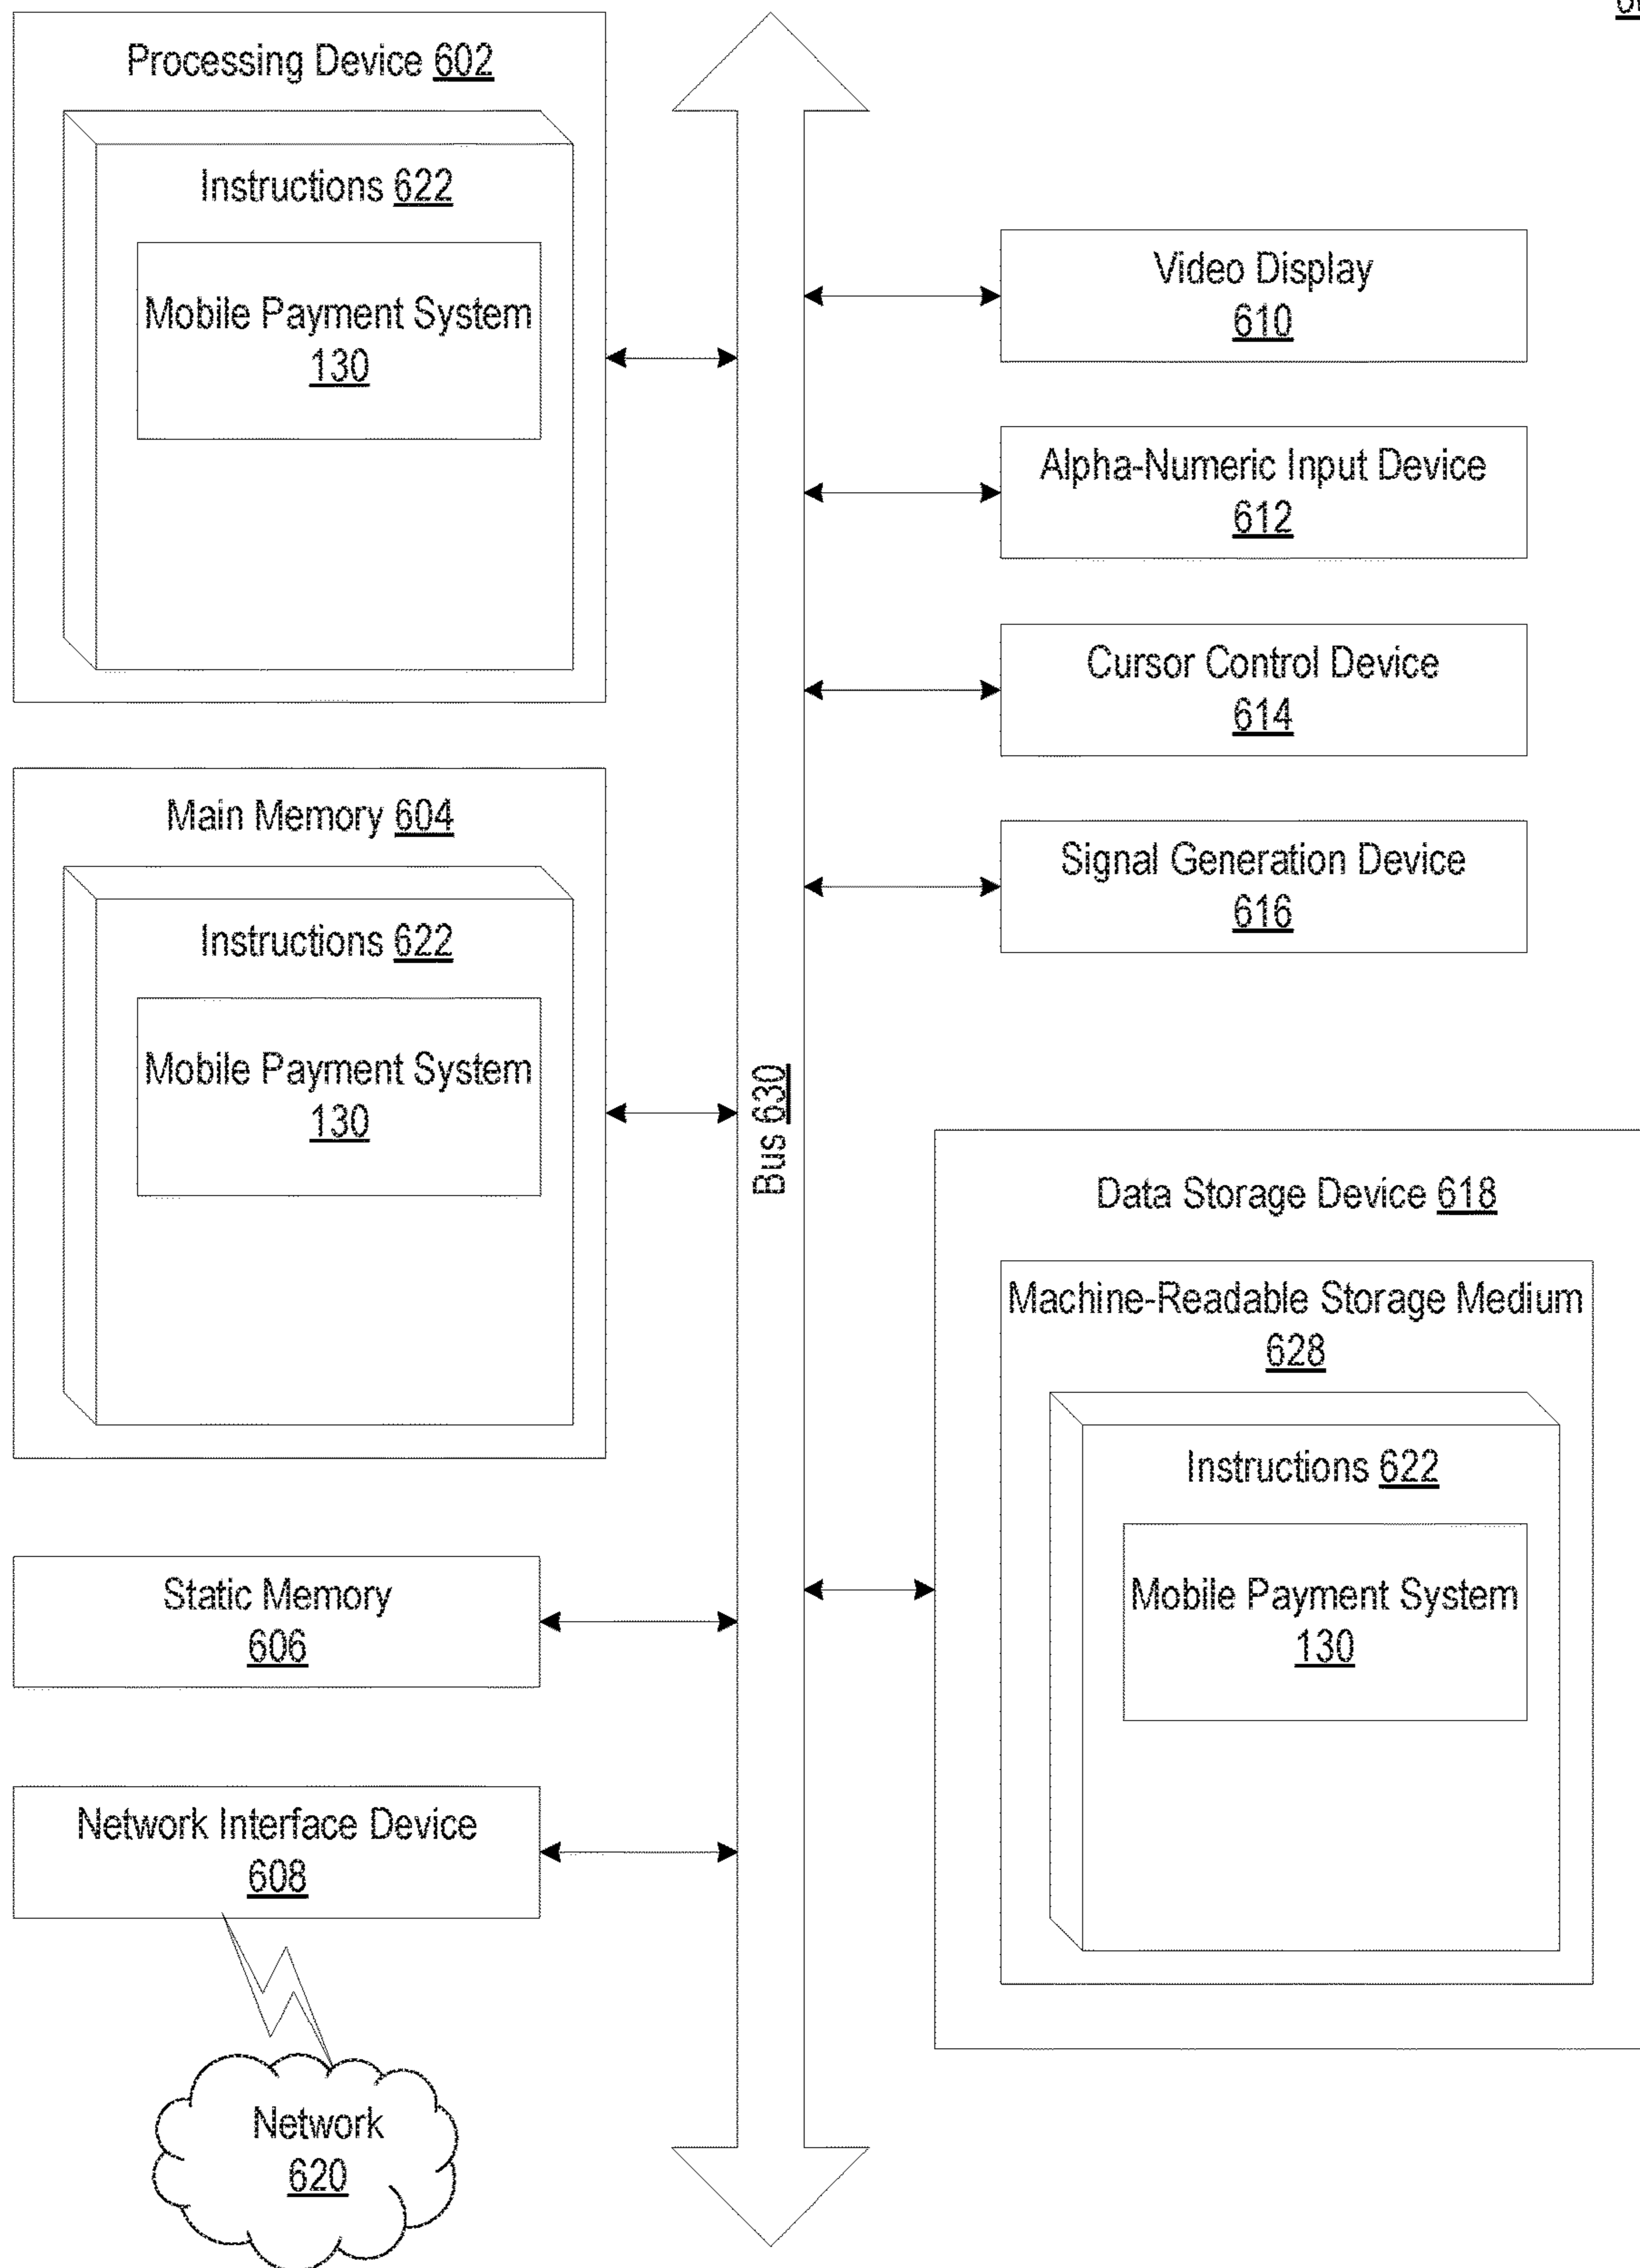 Processing Device 602
Instructions 622
Mobile Payment System
130
Main Memory 604
Instructions 622
Mobile Payment System
130
Static Memory
606
Network Interface Device
608
Network
620
Bus 630
Video Display
610
Alpha-Numeric Input Device
612
Cursor Control Device
614
Signal Generation Device
616
Data Storage Device 618
Machine-Readable Storage Medium
628
Instructions 622
Mobile Payment System
130